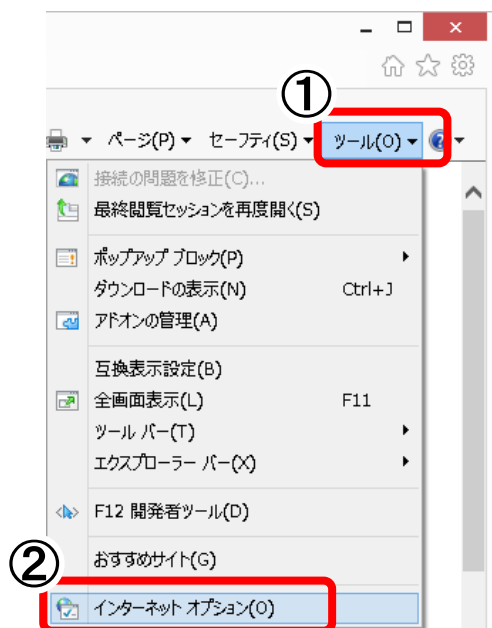 ①
ページ(P) セーフティ(S) ツール(O)
接続の問題を修正(C)...
最終閲覧セッションを再度開く(S)
ポップアップ ブロック(P)
ダウンロードの表示(N) Ctrl+J
アドオンの管理(A)
互換表示設定(B)
全画面表示(L) F11
ツール バー(T)
エクスプローラー バー(X)
F12 開発者ツール(D)
おすすめサイト(G)
②
インターネット オプション(O)